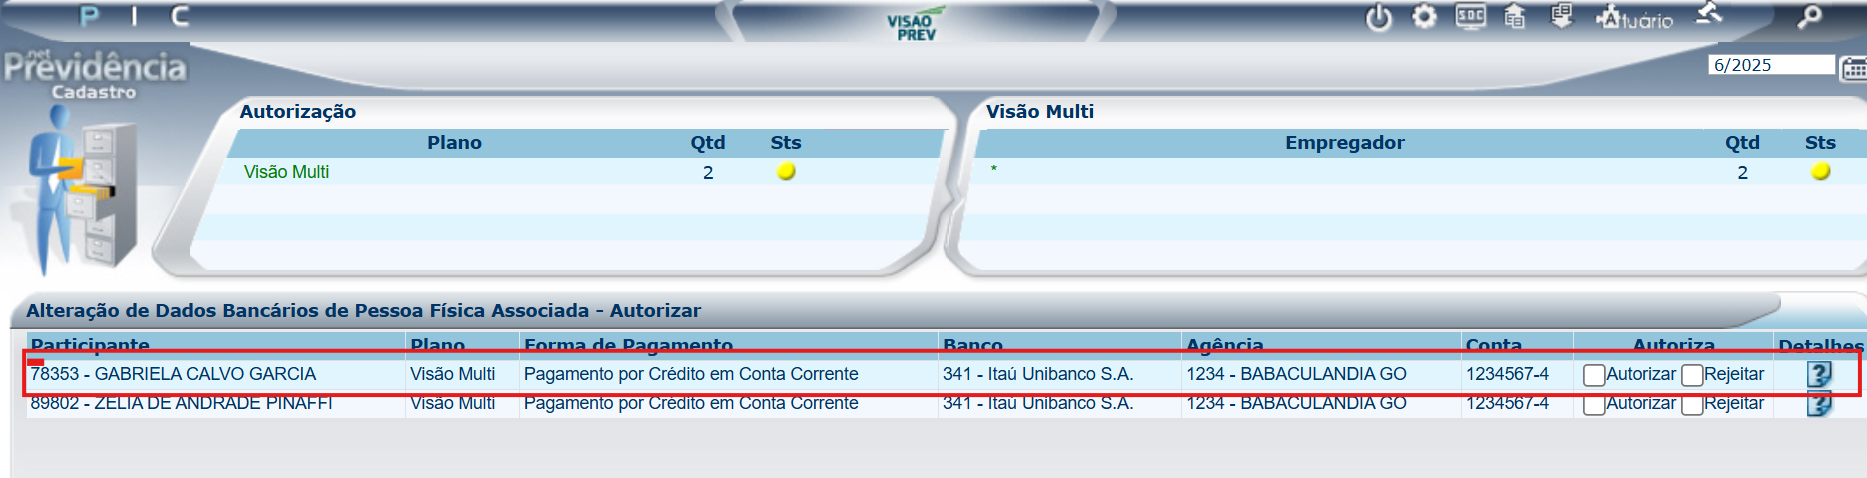 P I C
VISAO
PREV
SDC
Atuário
.net
Prévidência
Cadastro
6/2025
Autorização
Plano Qtd Sts
Visão Multi 2
Visão Multi
Empregador Qtd Sts
* 2
Alteração de Dados Bancários de Pessoa Física Associada - Autorizar
Participante Plano Forma de Pagamento Banco Agência Conta Autoriza Detalhes
78353 - GABRIELA CALVO GARCIA Visão Multi Pagamento por Crédito em Conta Corrente 341 - Itaú Unibanco S.A. 1234 - BABACULANDIA GO 1234567-4 Autorizar Rejeitar
89802 - ZELIA DE ANDRADE PINAFFI Visão Multi Pagamento por Crédito em Conta Corrente 341 - Itaú Unibanco S.A. 1234 - BABACULANDIA GO 1234567-4 Autorizar Rejeitar